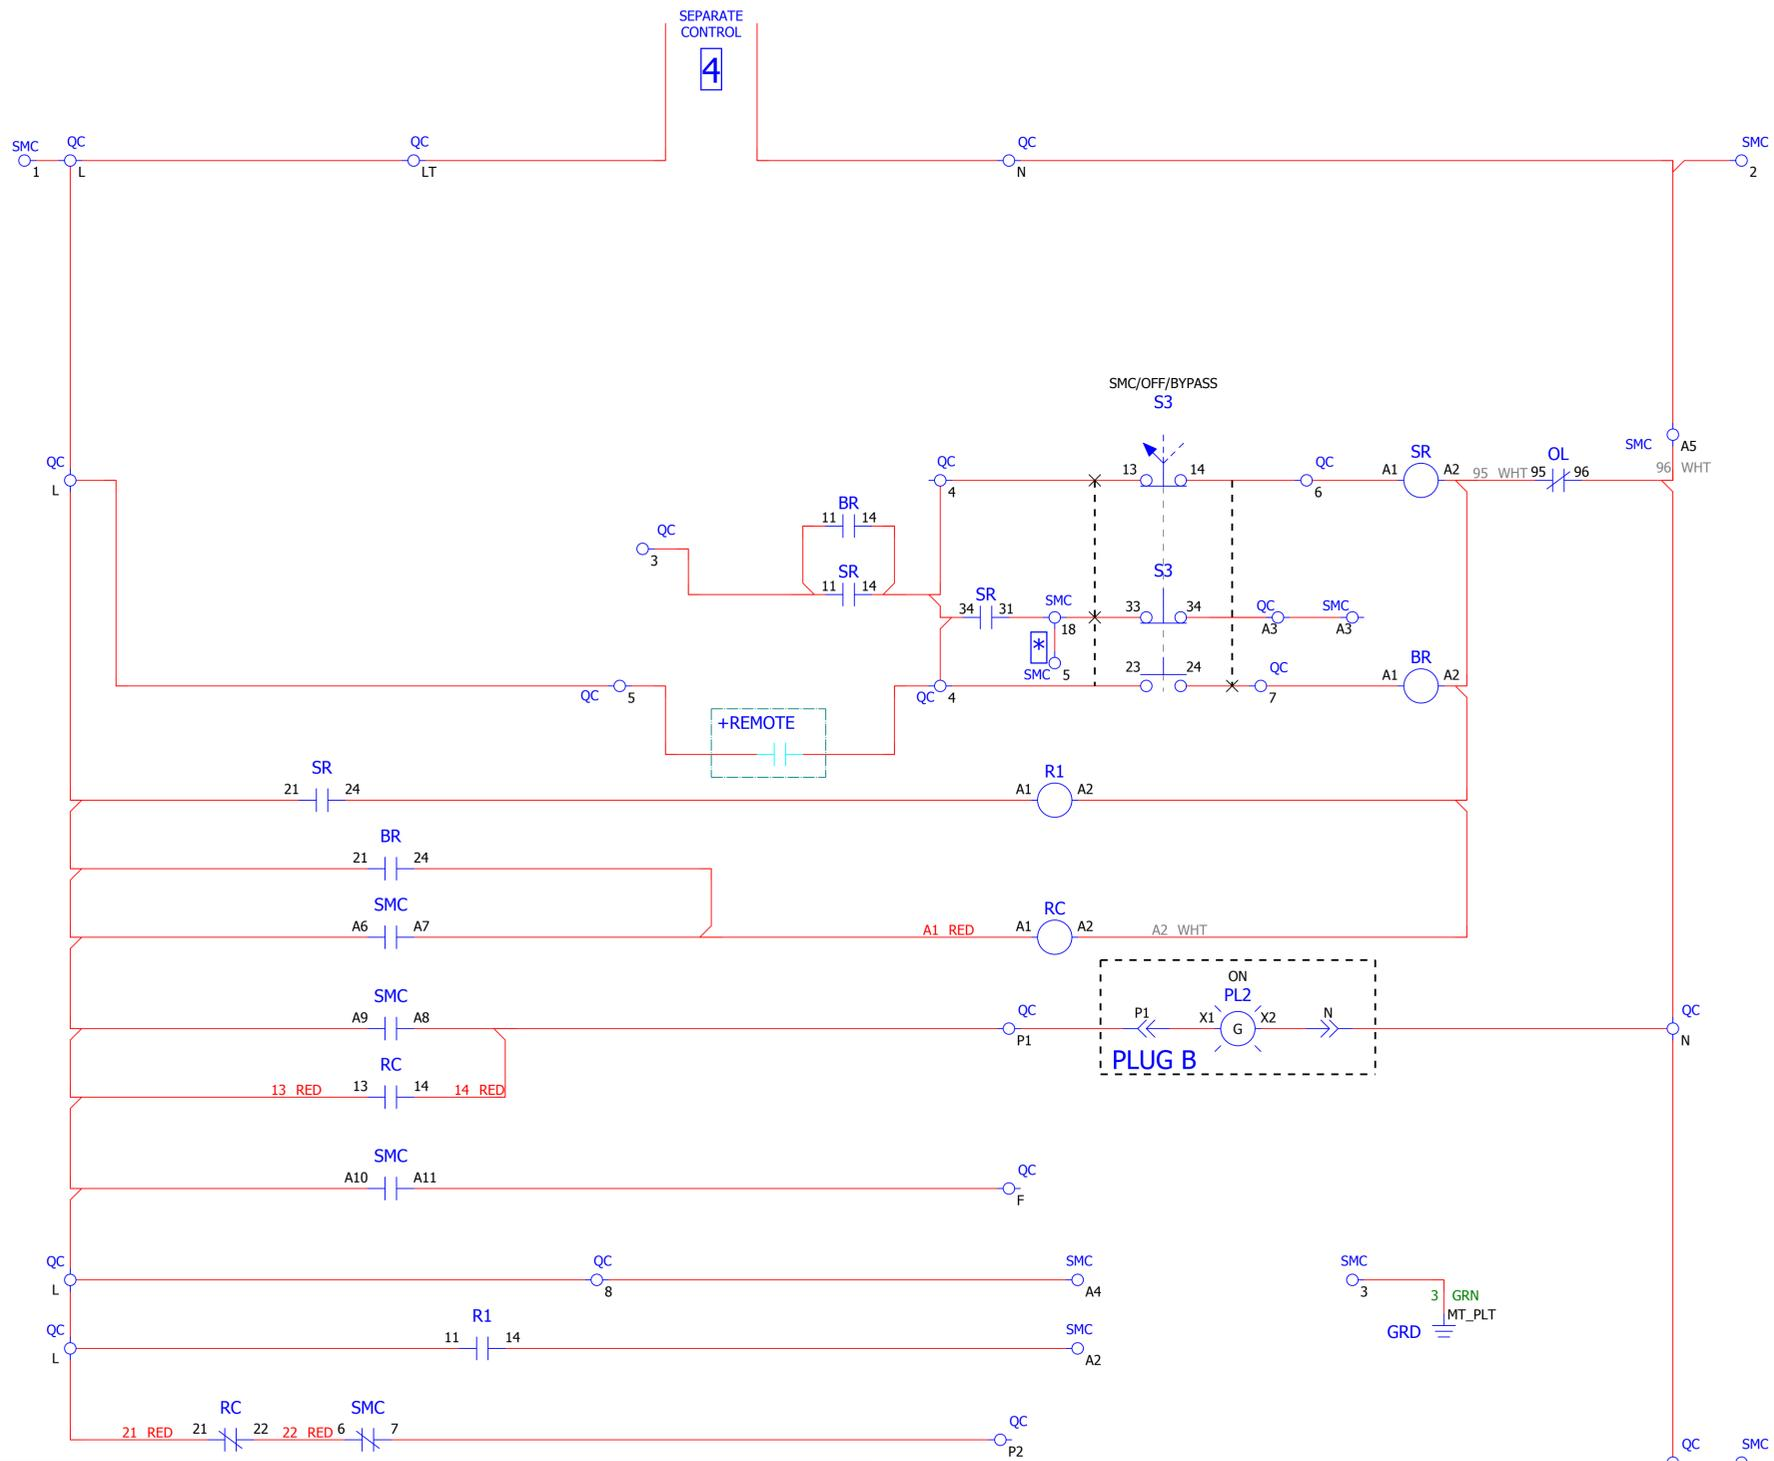 SEPARATE
CONTROL
4
SMC
1
QC
L
QC
LT
QC
N
SMC
2
SMC/OFF/BYPASS
S3
SMC
A5
QC
L
QC
4
13
14
QC
6
A1
SR
A2
95 WHT
95
OL
96
96 WHT
BR
11
14
QC
3
SR
11
14
S3
SR
34
31
SMC
18
33
34
QC
A3
SMC
A3
*
SMC
5
23
24
QC
7
A1
BR
A2
QC
5
QC
4
+REMOTE
SR
21
24
R1
A1
A2
BR
21
24
SMC
A6
A7
A1 RED
RC
A1
A2
A2 WHT
SMC
A9
A8
QC
P1
ON
PL2
P1
X1
G
X2
N
PLUG B
QC
N
RC
13 RED
13
14
14 RED
SMC
A10
A11
QC
F
QC
L
QC
8
SMC
A4
SMC
3
3 GRN
MT_PLT
GRD
QC
L
R1
11
14
SMC
A2
RC
21 RED
21
22
22 RED
SMC
6
7
QC
P2
QC
SMC